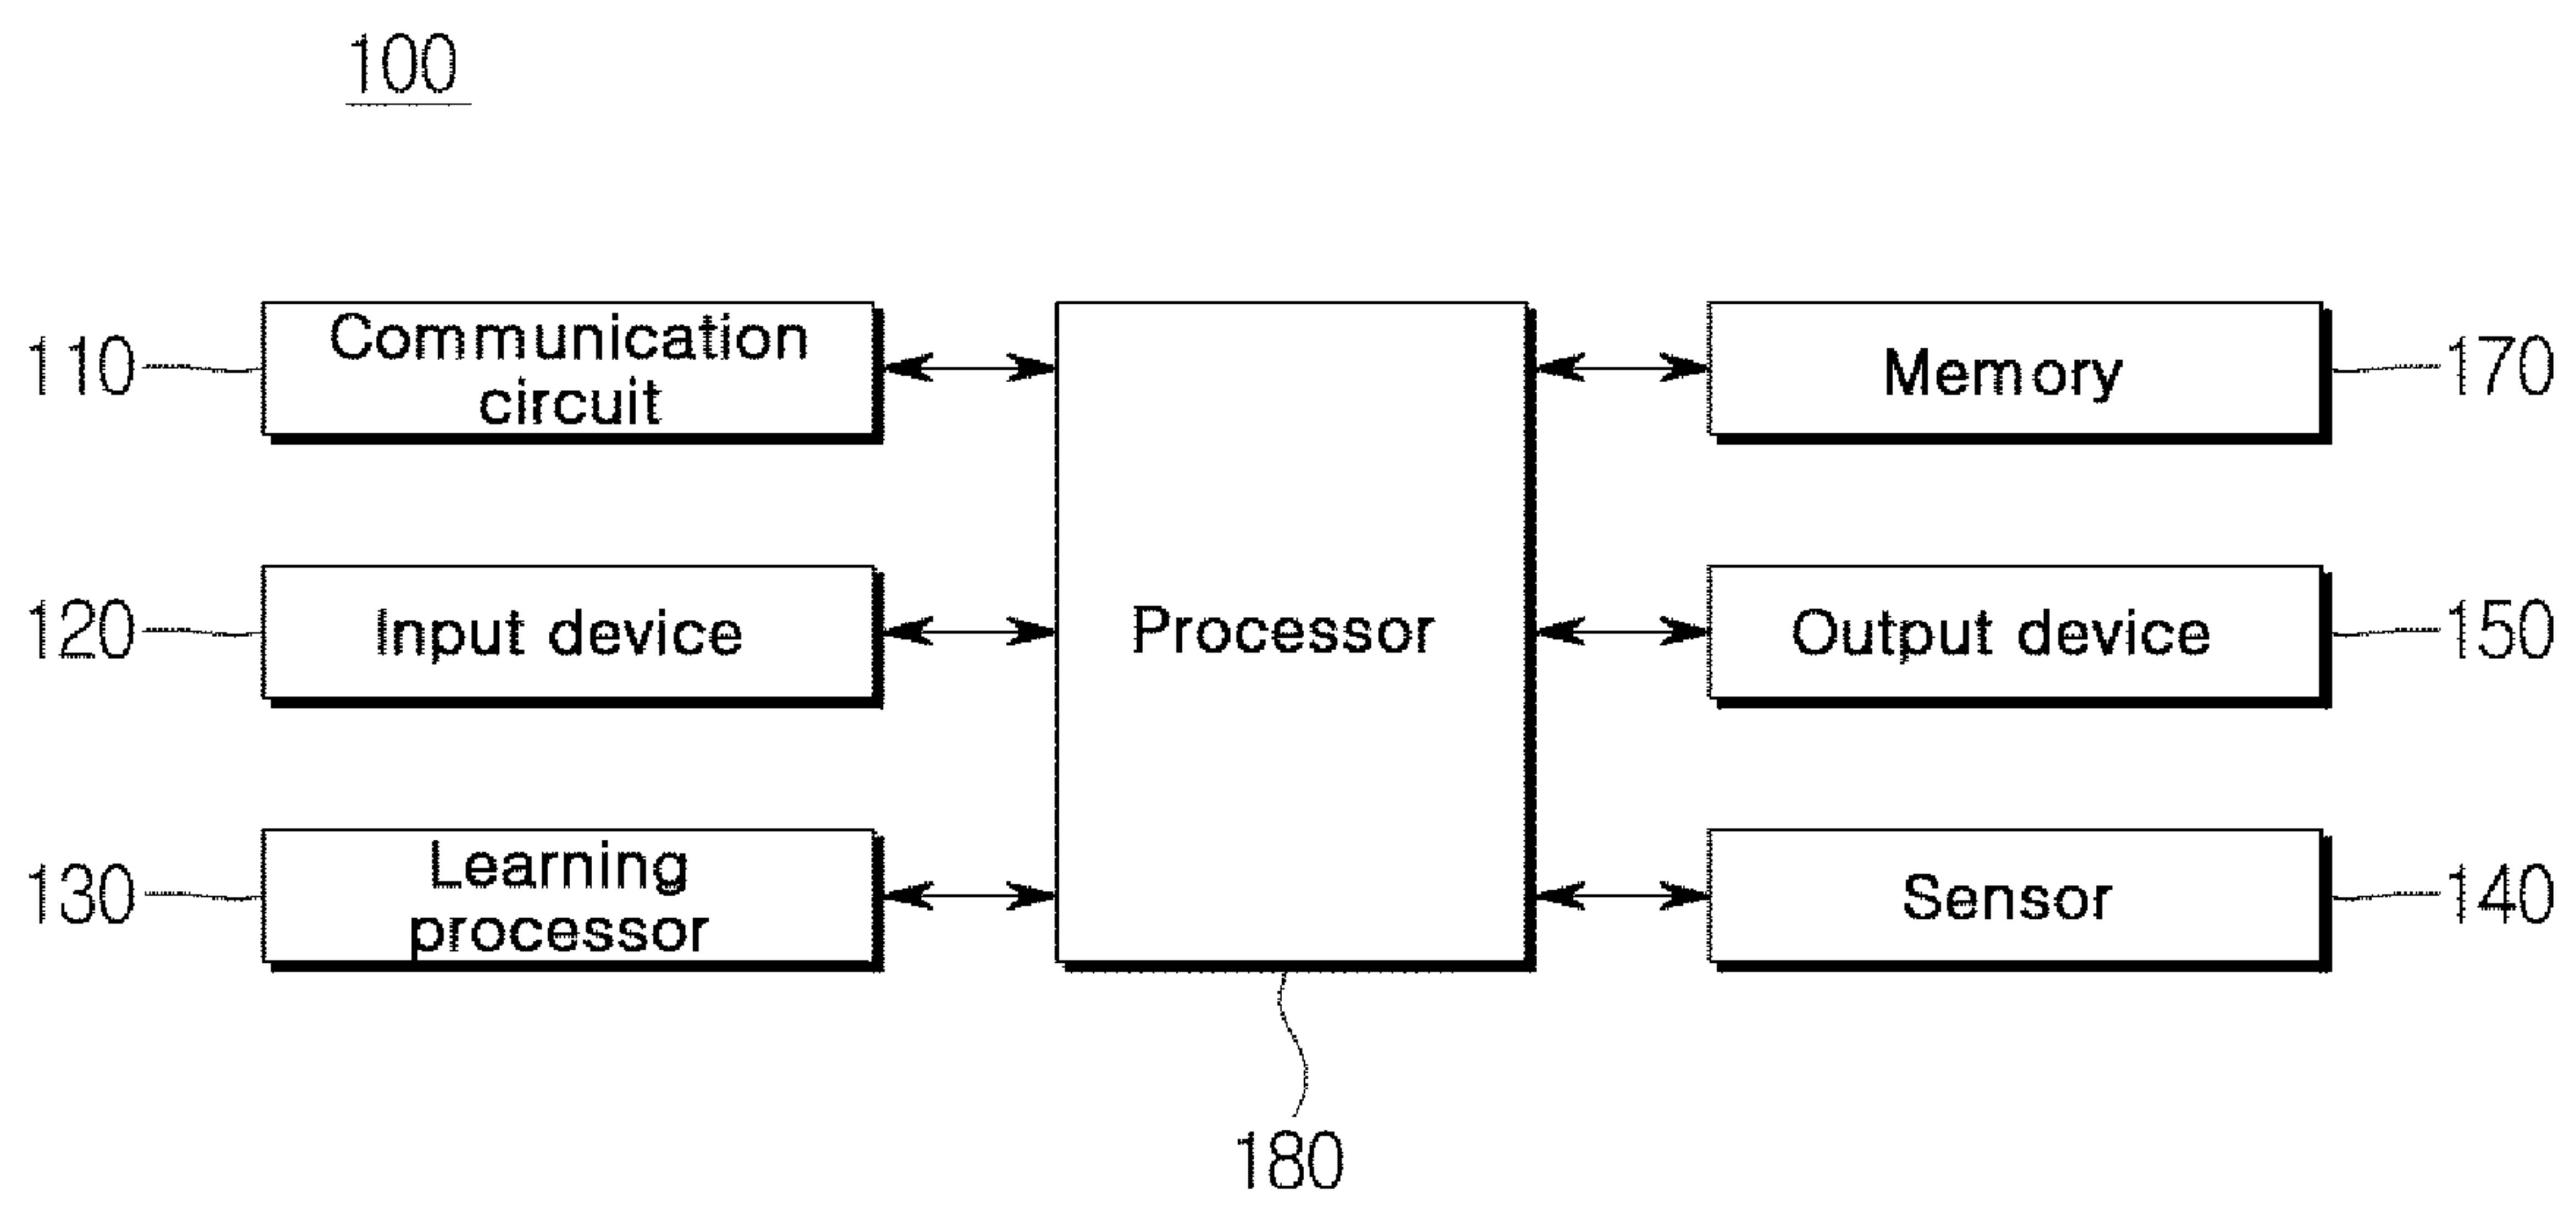 100
110
Communication
circuit
Memory
170
120
Input device
Processor
Output device
150
130
Learning
processor
Sensor
140
180